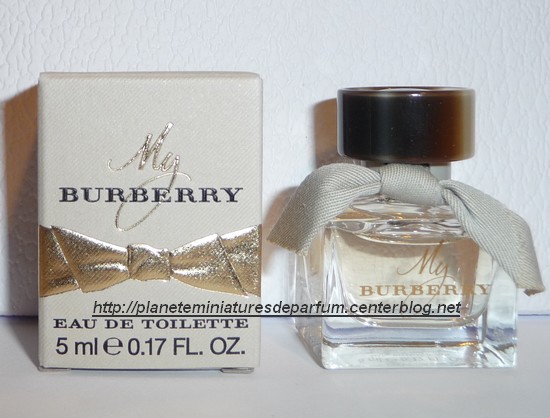 My
BURBERRY
EAU DE TOILETTE
5 ml e 0.17 FL. OZ.
My
BURBERRY
http://planeteminiaturesdeparfum.centerblog.net